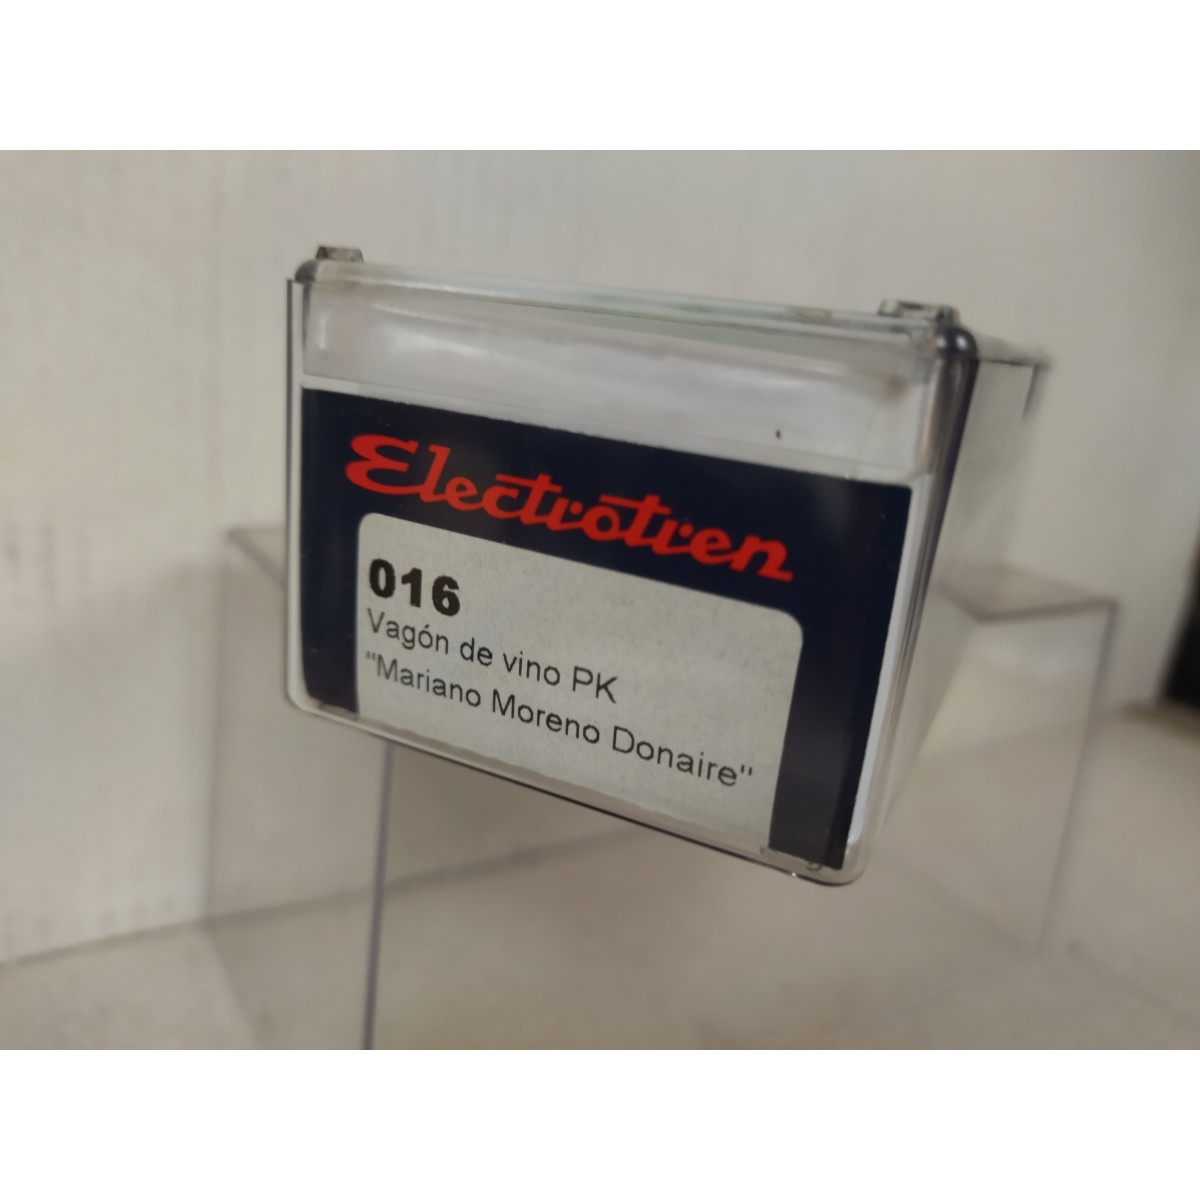 Electrotren
016
Vagón de vino PK
"Mariano Moreno Donaire"